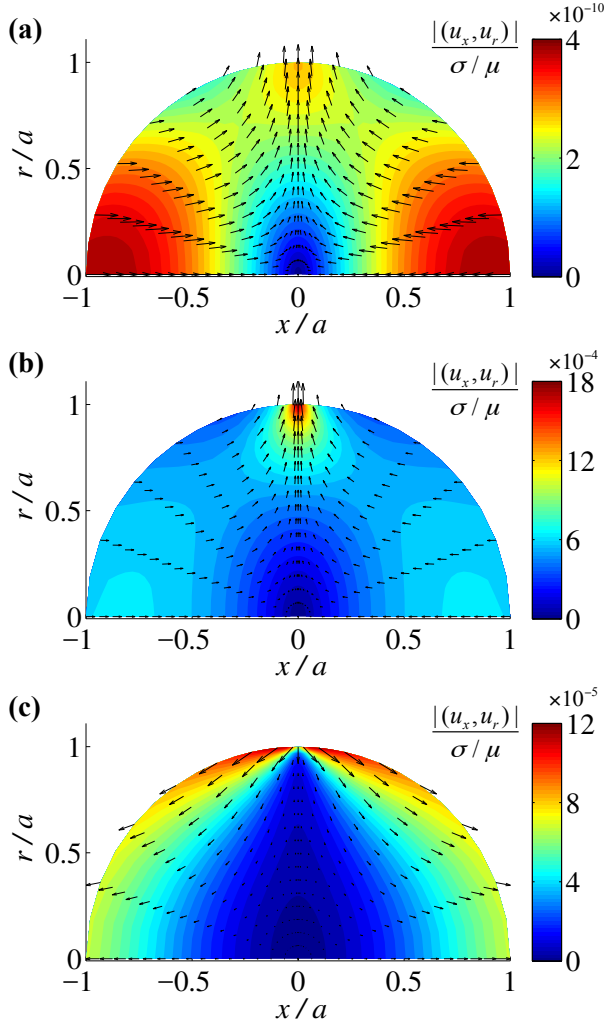 (a)
|(u_x, u_r)|
σ / μ
×10⁻¹⁰
4
2
0
r / a
1
0.5
0
−1
−0.5
0
0.5
1
x / a
(b)
|(u_x, u_r)|
σ / μ
×10⁻⁴
18
12
6
0
r / a
1
0.5
0
−1
−0.5
0
0.5
1
x / a
(c)
|(u_x, u_r)|
σ / μ
×10⁻⁵
12
8
4
0
r / a
1
0.5
0
−1
−0.5
0
0.5
1
x / a